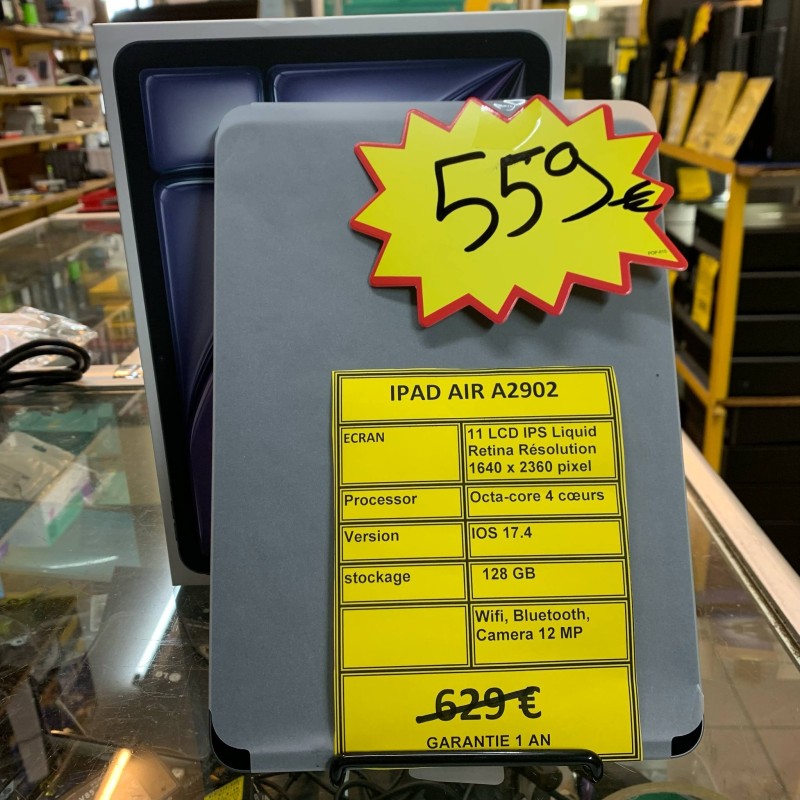 559€
IPAD AIR A2902
ECRAN
11 LCD IPS Liquid
Retina Résolution
1640 x 2360 pixel
Processor
Octa-core 4 cœurs
Version
IOS 17.4
stockage
128 GB
Wifi, Bluetooth,
Camera 12 MP
629 €
GARANTIE 1 AN